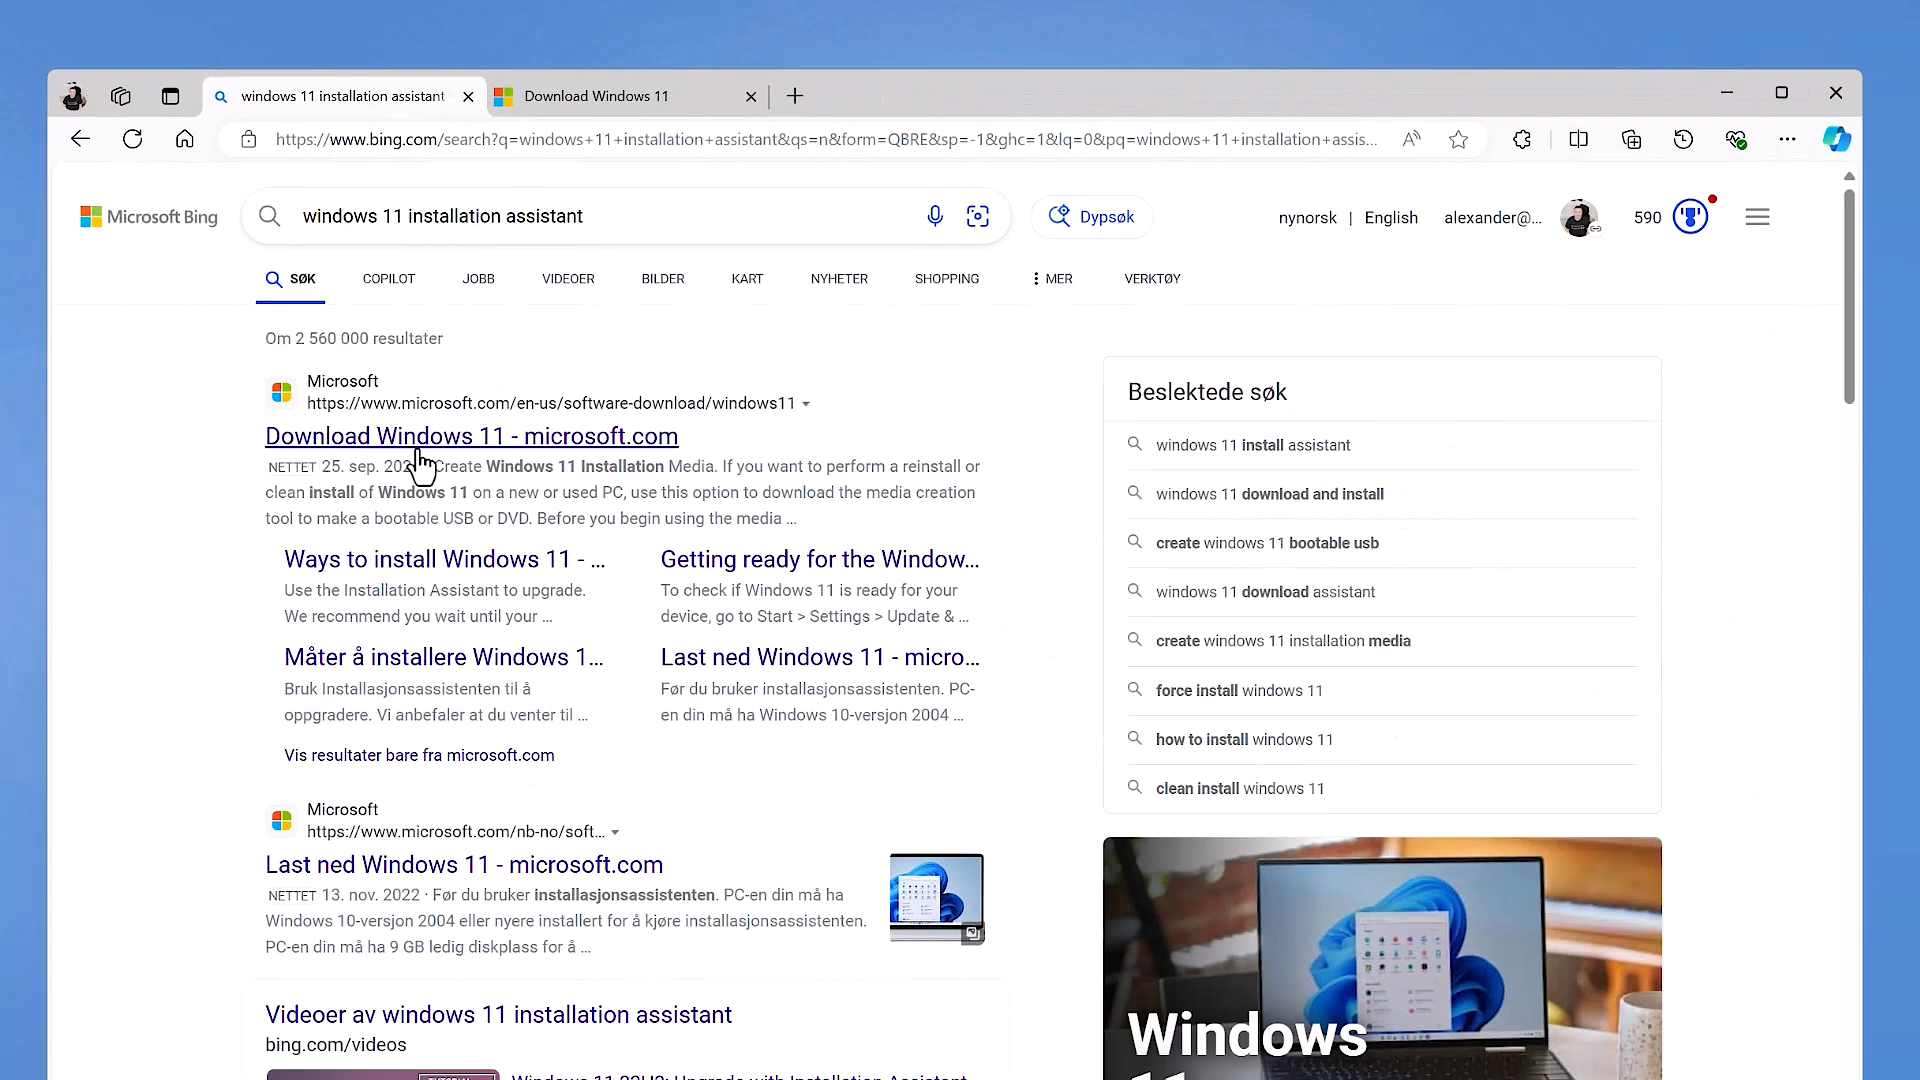 windows 11 installation assistant
Download Windows 11
https://www.bing.com/search?q=windows+11+installation+assistant&qs=n&form=QBRE&sp=-1&ghc=1&lq=0&pq=windows+11+installation+assis...
Microsoft Bing
windows 11 installation assistant
Dypsøk
nynorsk | English
alexander@...
590
SØK
COPILOT
JOBB
VIDEOER
BILDER
KART
NYHETER
SHOPPING
MER
VERKTØY
Om 2 560 000 resultater
Microsoft
https://www.microsoft.com/en-us/software-download/windows11
Download Windows 11 - microsoft.com
NETTET 25. sep. Create Windows 11 Installation Media. If you want to perform a reinstall or
clean install of Windows 11 on a new or used PC, use this option to download the media creation
tool to make a bootable USB or DVD. Before you begin using the media ...
Ways to install Windows 11 - ...
Use the Installation Assistant to upgrade.
We recommend you wait until your ...
Getting ready for the Window...
To check if Windows 11 is ready for your
device, go to Start > Settings > Update & ...
Måter å installere Windows 1...
Bruk Installasjonsassistenten til å
oppgradere. Vi anbefaler at du venter til ...
Last ned Windows 11 - micro...
Før du bruker installasjonsassistenten. PC-
en din må ha Windows 10-versjon 2004 ...
Vis resultater bare fra microsoft.com
Microsoft
https://www.microsoft.com/nb-no/soft...
Last ned Windows 11 - microsoft.com
NETTET 13. nov. 2022 · Før du bruker installasjonsassistenten. PC-en din må ha
Windows 10-versjon 2004 eller nyere installert for å kjøre installasjonsassistenten.
PC-en din må ha 9 GB ledig diskplass for å ...
Videoer av windows 11 installation assistant
bing.com/videos
Windows 11 22H2: Upgrade with Installation Assistant
Beslektede søk
windows 11 install assistant
windows 11 download and install
create windows 11 bootable usb
windows 11 download assistant
create windows 11 installation media
force install windows 11
how to install windows 11
clean install windows 11
Windows
11